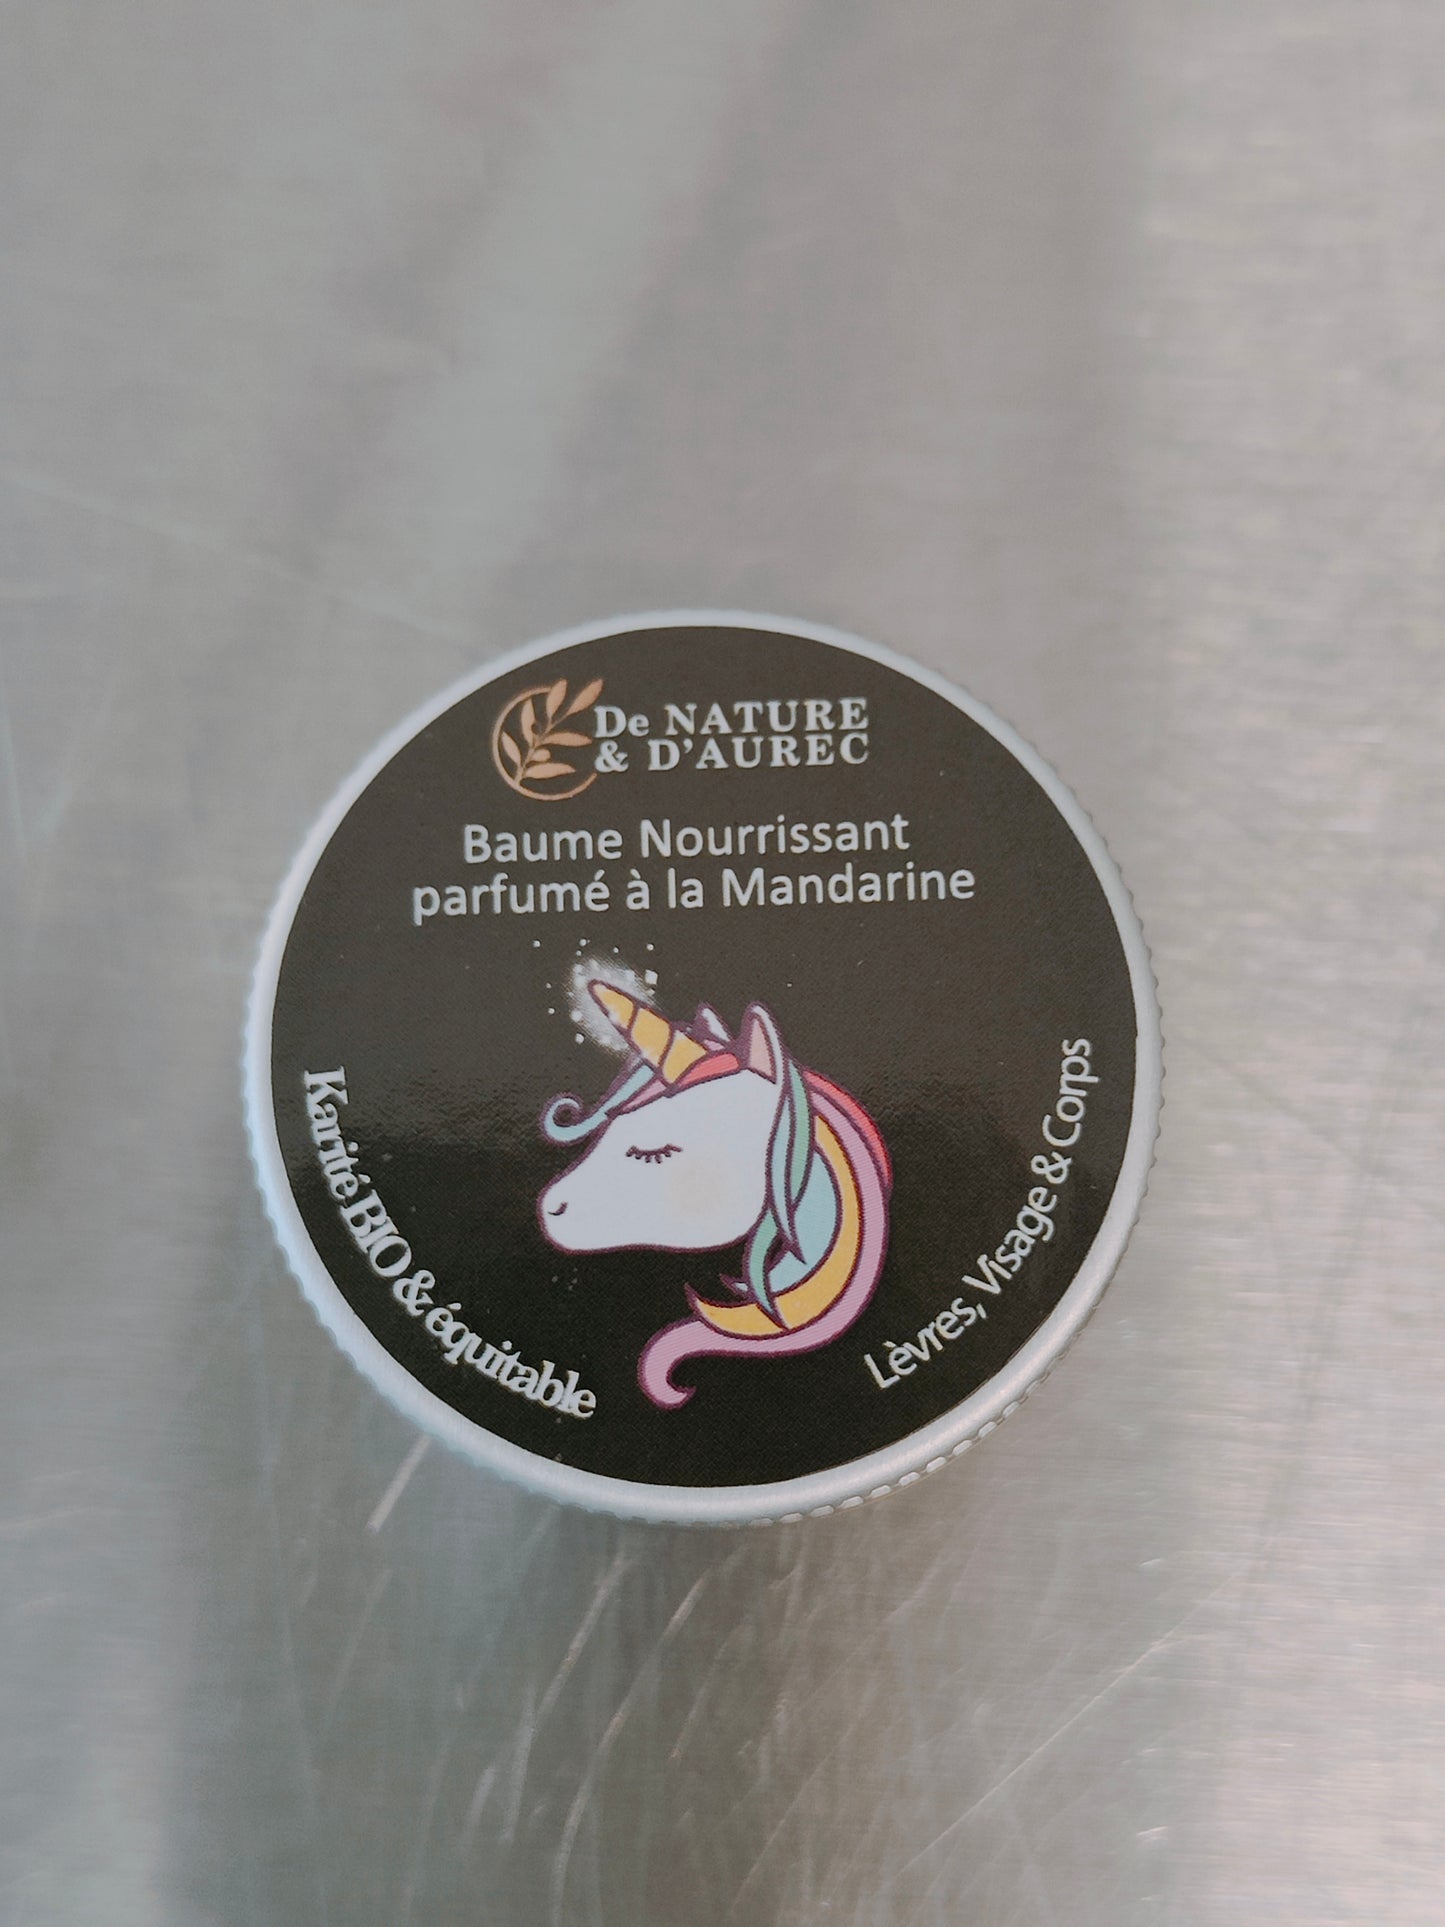 De NATURE
& D'AUREC
Baume Nourrissant
parfumé à la Mandarine
Karité BIO & équitable
Lèvres, Visage & Corps